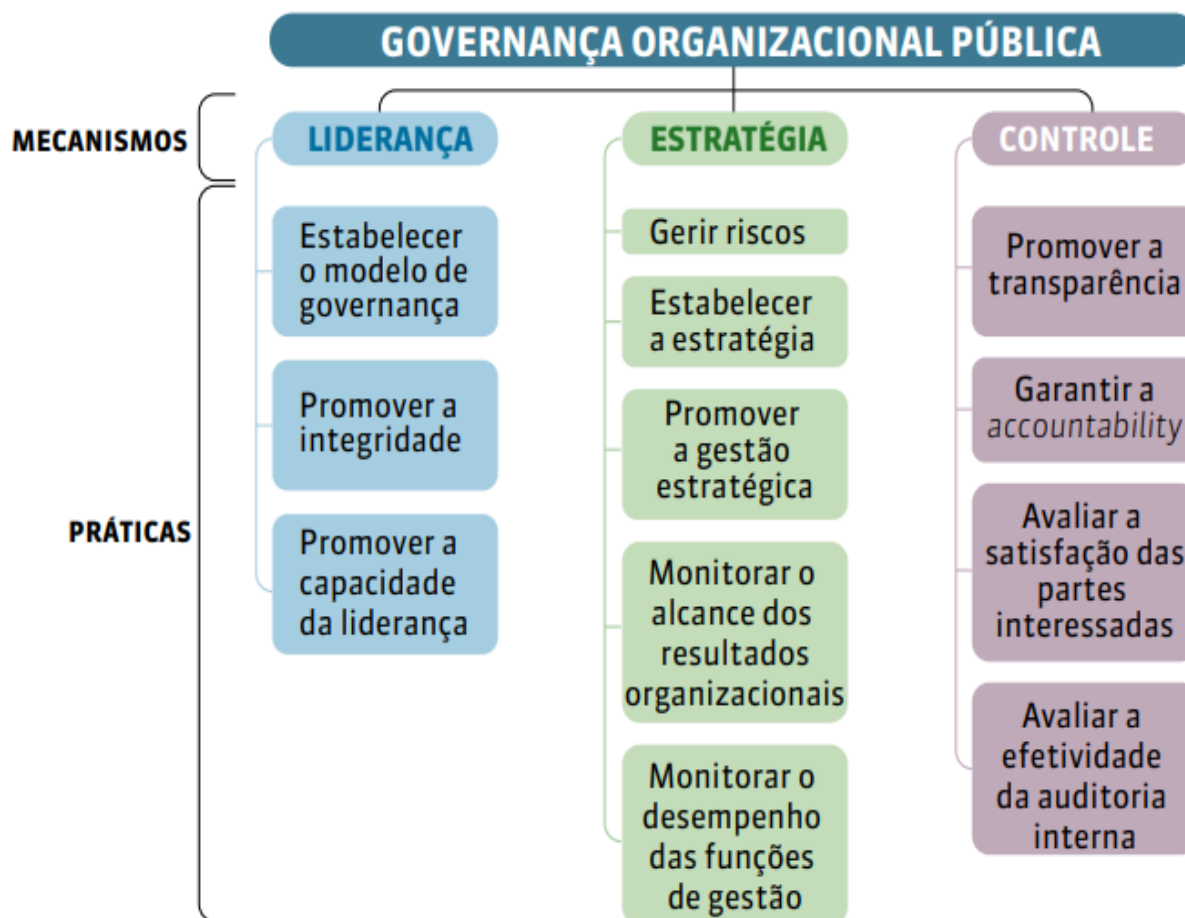 GOVERNANÇA ORGANIZACIONAL PÚBLICA
MECANISMOS
LIDERANÇA
ESTRATÉGIA
CONTROLE
PRÁTICAS
Estabelecer
o modelo de
governança
Promover a
integridade
Promover a
capacidade
da liderança
Gerir riscos
Estabelecer
a estratégia
Promover
a gestão
estratégica
Monitorar o
alcance dos
resultados
organizacionais
Monitorar o
desempenho
das funções
de gestão
Promover a
transparência
Garantir a
accountability
Avaliar a
satisfação das
partes
interessadas
Avaliar a
efetividade
da auditoria
interna